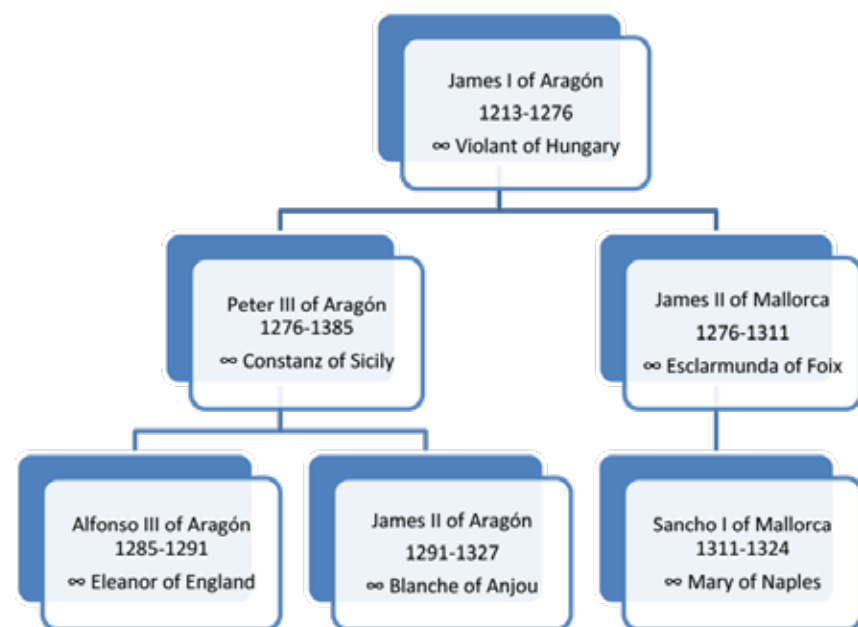 James I of Aragón
1213-1276
∞ Violant of Hungary
Peter III of Aragón
1276-1385
∞ Constanz of Sicily
James II of Mallorca
1276-1311
∞ Esclarmunda of Foix
Alfonso III of Aragón
1285-1291
∞ Eleanor of England
James II of Aragón
1291-1327
∞ Blanche of Anjou
Sancho I of Mallorca
1311-1324
∞ Mary of Naples